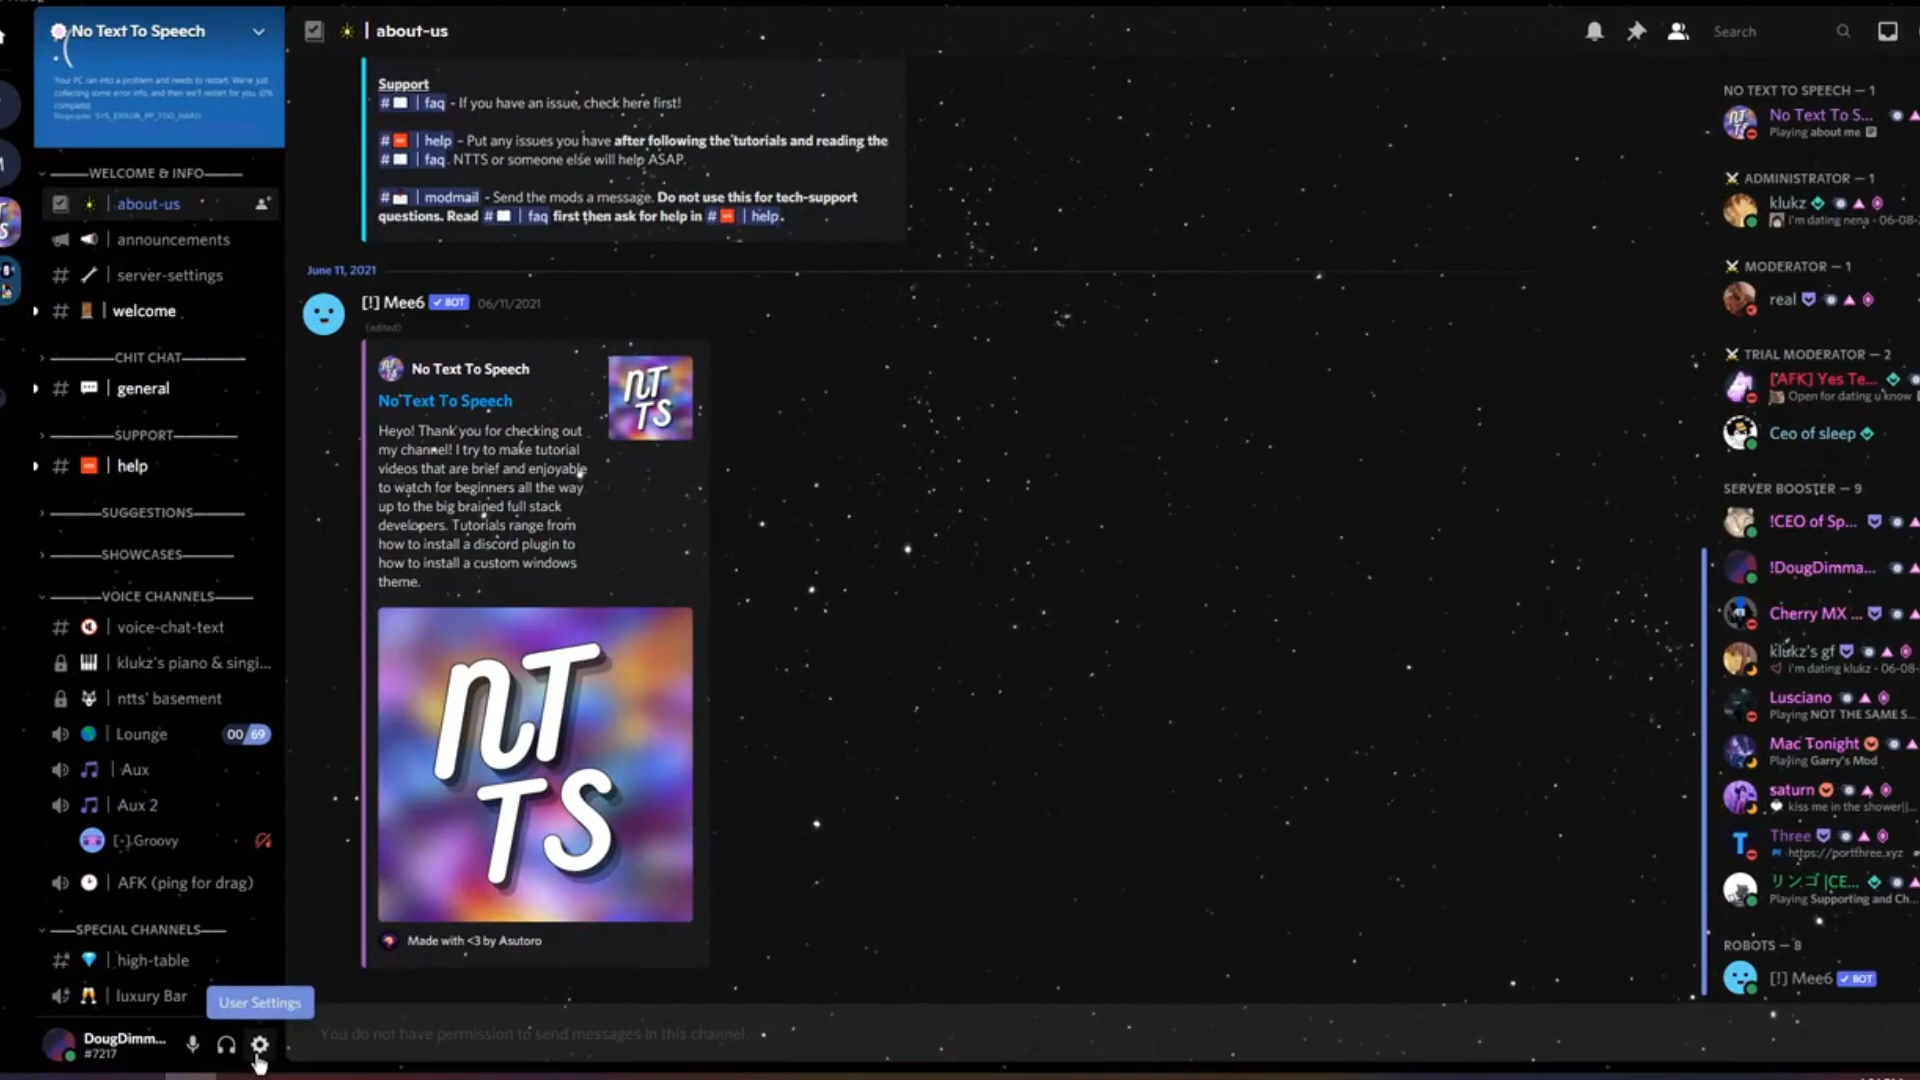 No Text To Speech
:(
Your PC ran into a problem and needs to restart. We're just
collecting some error info, and then we'll restart for you. (0%
complete)
WELCOME & INFO
| about-us
| announcements
| server-settings
| welcome
CHIT CHAT
| general
SUPPORT
| help
SUGGESTIONS
SHOWCASES
VOICE CHANNELS
| voice-chat-text
| klukz's piano & singi...
| ntts' basement
| Lounge 00 69
| Aux
| Aux 2
[-] Groovy
| AFK (ping for drag)
SPECIAL CHANNELS
| high-table
| luxury Bar
User Settings
DougDimm...
#7217
| about-us
Support
# | faq - If you have an issue, check here first!
# | help - Put any issues you have after following the tutorials and reading the
# | faq. NTTS or someone else will help ASAP.
# | modmail - Send the mods a message. Do not use this for tech-support
questions. Read # | faq first then ask for help in # | help.
June 11, 2021
[!] Mee6 ✓ BOT 06/11/2021
(edited)
No Text To Speech
No Text To Speech
Heyo! Thank you for checking out
my channel! I try to make tutorial
videos that are brief and enjoyable
to watch for beginners all the way
up to the big brained full stack
developers. Tutorials range from
how to install a discord plugin to
how to install a custom windows
theme.
nT
TS
nT
TS
Made with <3 by Asutoro
You do not have permission to send messages in this channel.
Search
NO TEXT TO SPEECH — 1
No Text To S...
Playing about me
ADMINISTRATOR — 1
klukz
i'm dating nena - 06-08-
MODERATOR — 1
real
TRIAL MODERATOR — 2
[AFK] Yes Te...
Open for dating u know
Ceo of sleep
SERVER BOOSTER — 9
!CEO of Sp...
!DougDimma...
Cherry MX ...
klukz's gf
i'm dating klukz - 06-08-
Lusciano
Playing NOT THE SAME S...
Mac Tonight
Playing Garry's Mod
saturn
kiss me in the shower||...
Three
https://portthree.xyz
リンゴ |CE...
Playing Supporting and Ch...
ROBOTS — 8
[!] Mee6 ✓ BOT